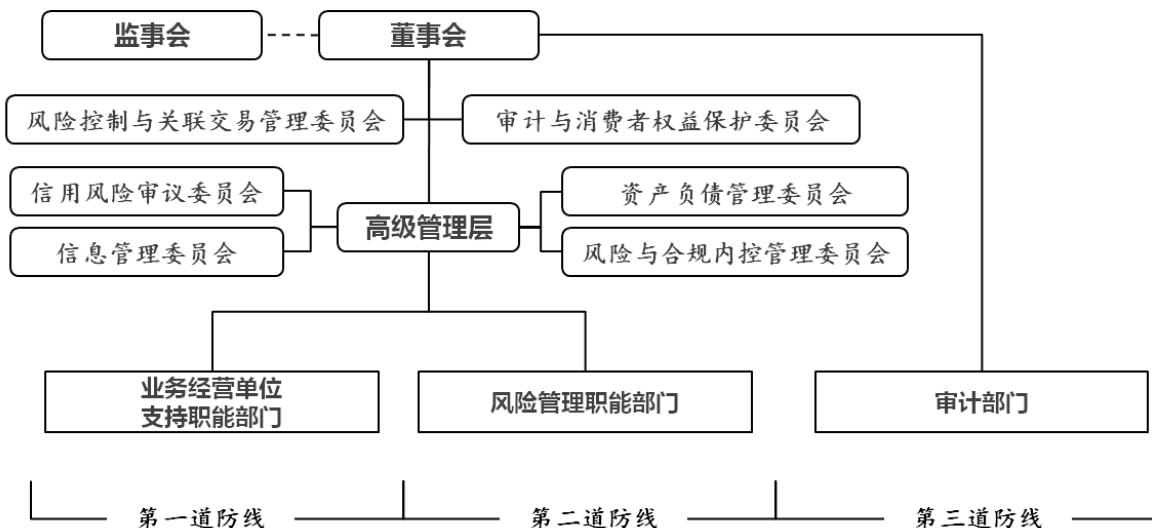 监事会
董事会
风险控制与关联交易管理委员会
审计与消费者权益保护委员会
信用风险审议委员会
资产负债管理委员会
高级管理层
信息管理委员会
风险与合规内控管理委员会
业务经营单位
支持职能部门
风险管理职能部门
审计部门
第一道防线
第二道防线
第三道防线